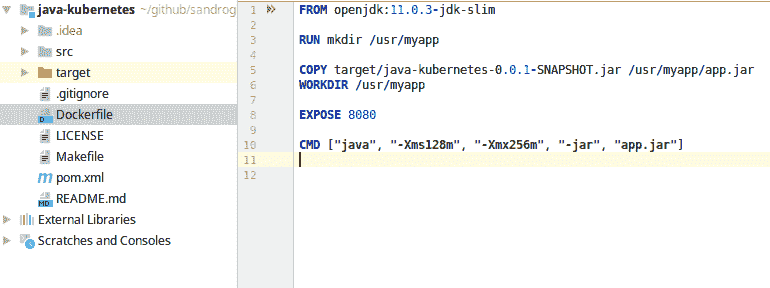 java-kubernetes ~/github/sandrog
.idea
src
target
.gitignore
Dockerfile
LICENSE
Makefile
pom.xml
README.md
External Libraries
Scratches and Consoles
1 FROM openjdk:11.0.3-jdk-slim
2
3 RUN mkdir /usr/myapp
4
5 COPY target/java-kubernetes-0.0.1-SNAPSHOT.jar /usr/myapp/app.jar
6 WORKDIR /usr/myapp
7
8 EXPOSE 8080
9
10 CMD ["java", "-Xms128m", "-Xmx256m", "-jar", "app.jar"]
11
12